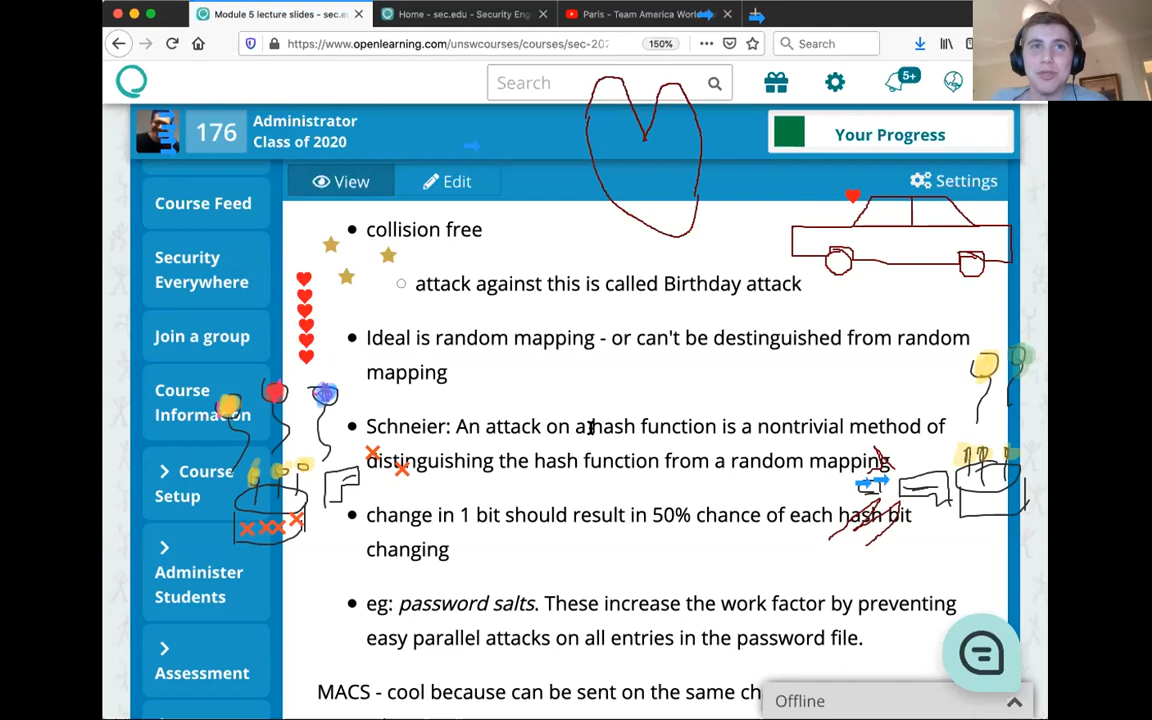 Module 5 lecture slides - sec.e
Home - sec.edu - Security Eng
Paris - Team America World
https://www.openlearning.com/unswcourses/courses/sec-20
150%
Search
Search
5+
176
Administrator
Class of 2020
Your Progress
View
Edit
Settings
Course Feed
Security
Everywhere
Join a group
Course
Information
Course
Setup
Administer
Students
Assessment
collision free
attack against this is called Birthday attack
Ideal is random mapping - or can't be destinguished from random
mapping
Schneier: An attack on a hash function is a nontrivial method of
distinguishing the hash function from a random mapping
change in 1 bit should result in 50% chance of each hash bit
changing
eg: password salts. These increase the work factor by preventing
easy parallel attacks on all entries in the password file.
MACS - cool because can be sent on the same ch
Offline